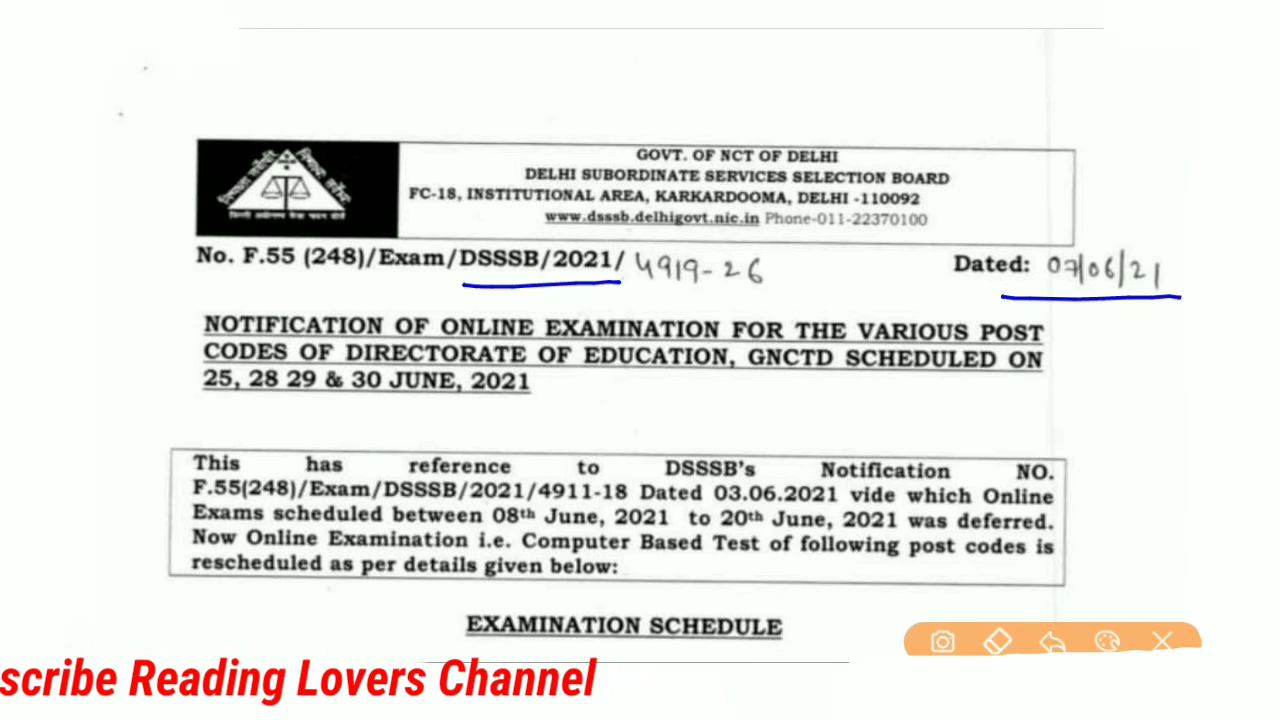 GOVT. OF NCT OF DELHI
DELHI SUBORDINATE SERVICES SELECTION BOARD
FC-18, INSTITUTIONAL AREA, KARKARDOOMA, DELHI -110092
www.dsssb.delhigovt.nic.in Phone-011-22370100
No. F.55 (248)/Exam/DSSSB/2021/ 4919-26 Dated: 07/06/21
NOTIFICATION OF ONLINE EXAMINATION FOR THE VARIOUS POST
CODES OF DIRECTORATE OF EDUCATION, GNCTD SCHEDULED ON
25, 28 29 & 30 JUNE, 2021
This has reference to DSSSB's Notification NO.
F.55(248)/Exam/DSSSB/2021/4911-18 Dated 03.06.2021 vide which Online
Exams scheduled between 08th June, 2021 to 20th June, 2021 was deferred.
Now Online Examination i.e. Computer Based Test of following post codes is
rescheduled as per details given below:
EXAMINATION SCHEDULE
scribe Reading Lovers Channel